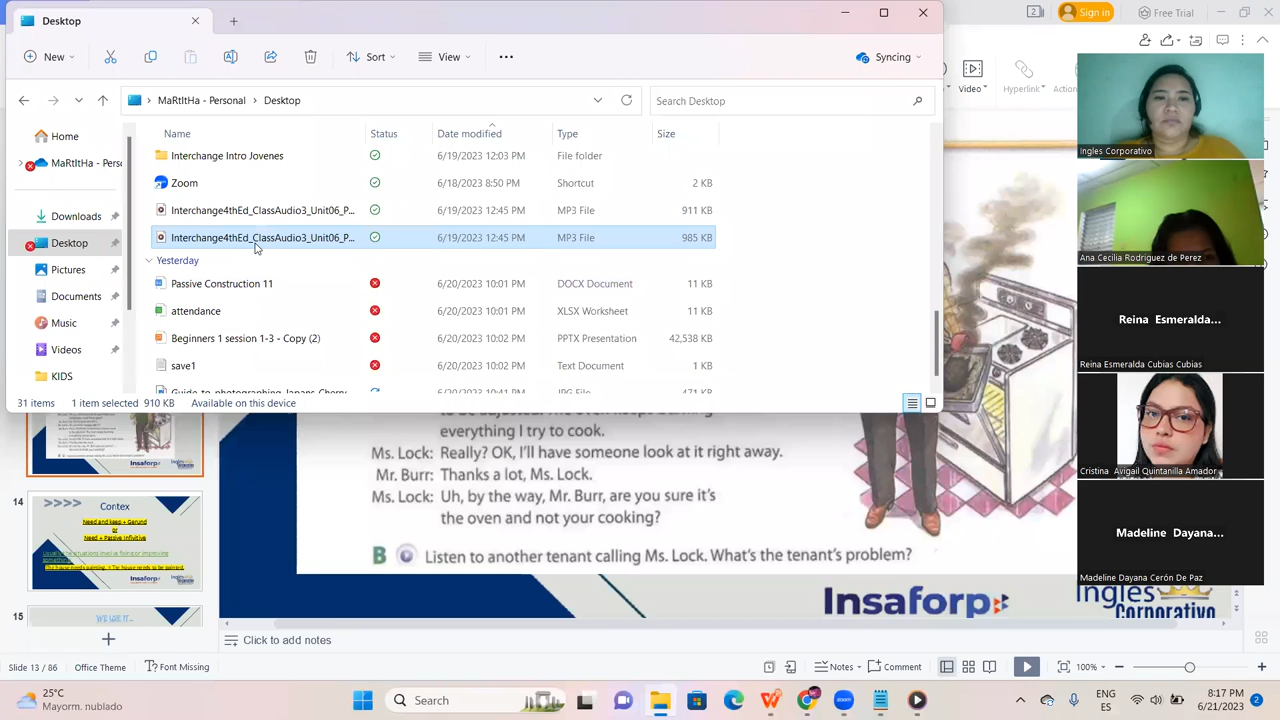 Desktop
Sign in
Free Trial
New
Sort
View
Syncing
Video
Hyperlink
Action
MaRtItHa - Personal > Desktop
Search Desktop
Name
Status
Date modified
Type
Size
Home
MaRtItHa - Pers
Downloads
Desktop
Pictures
Documents
Music
Videos
KIDS
Interchange Intro Jovenes
/19/2023 12:03 PM
File folder
Zoom
6/18/2023 8:50 PM
Shortcut
2 KB
Interchange4thEd_ClassAudio3_Unit06_P...
6/19/2023 12:45 PM
MP3 File
911 KB
Interchange4thEd_ClassAudio3_Unit06_P...
6/19/2023 12:45 PM
MP3 File
985 KB
Yesterday
Passive Construction 11
6/20/2023 10:01 PM
DOCX Document
11 KB
attendance
6/20/2023 10:01 PM
XLSX Worksheet
11 KB
Beginners 1 session 1-3 - Copy (2)
6/20/2023 10:02 PM
PPTX Presentation
42,538 KB
save1
6/20/2023 10:02 PM
Text Document
1 KB
31 items
1 item selected 910 KB
Available on this device
everything I try to cook.
Ms. Lock: Really? OK, I'll have someone look at it right away.
Mr. Burr: Thanks a lot, Ms. Lock.
Ms. Lock: Uh, by the way, Mr. Burr, are you sure it's
the oven and not your cooking?
B Listen to another tenant calling Ms. Lock. What's the tenant's problem?
Insaforp
Ingles
Corporativo
14
>>>> Contex
Need and keep + Gerund
or
Need + Passive Infivitive
15
Click to add notes
Slide 13 / 86
Office Theme
Font Missing
Notes
Comment
100%
Ingles Corporativo
Ana Cecilia Rodriguez de Perez
Reina Esmeralda...
Reina Esmeralda Cubias Cubias
Cristina Avigail Quintanilla Amador
Madeline Dayana...
Madeline Dayana Cerón De Paz
25°C
Mayorm. nublado
Search
ENG
ES
8:17 PM
6/21/2023
2